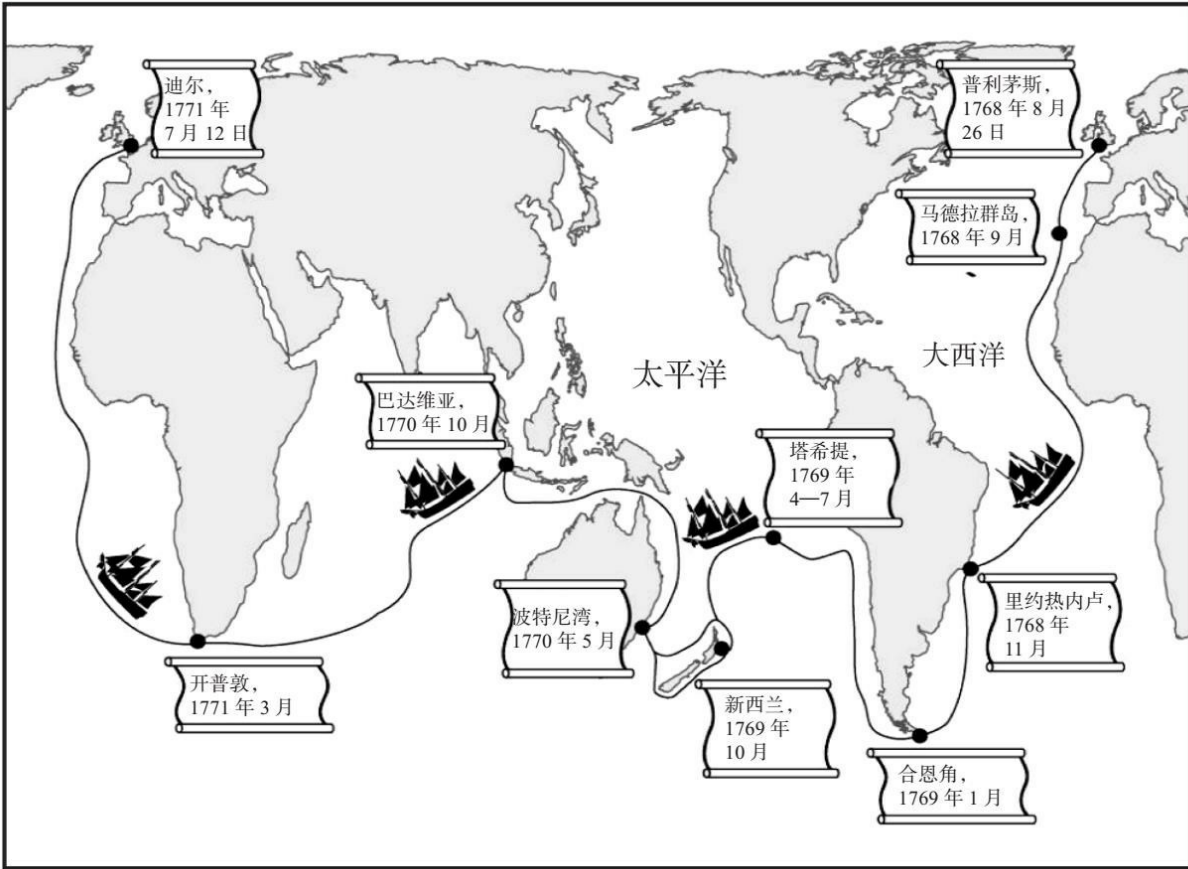 迪尔,
1771 年
7 月 12 日
普利茅斯,
1768 年 8 月
26 日
马德拉群岛,
1768 年 9 月
大西洋
太平洋
巴达维亚,
1770 年 10 月
塔希提,
1769 年
4—7 月
波特尼湾,
1770 年 5 月
里约热内卢,
1768 年
11 月
开普敦,
1771 年 3 月
新西兰,
1769 年
10 月
合恩角,
1769 年 1 月